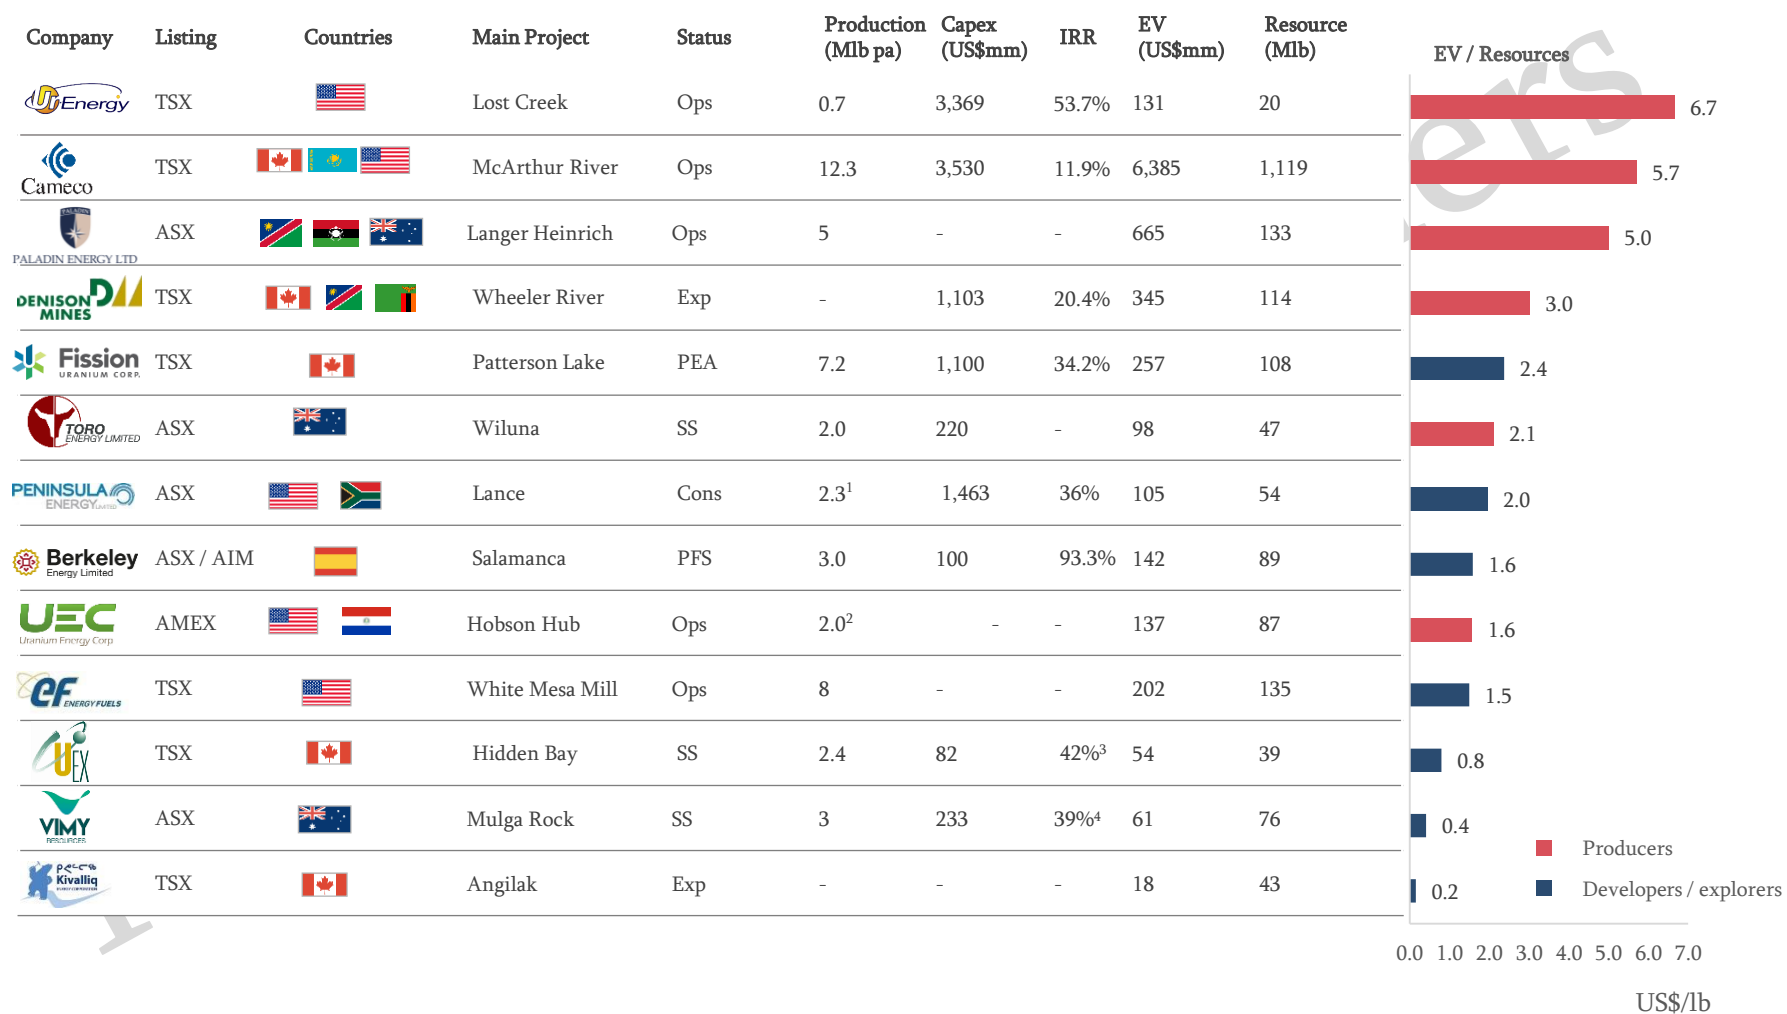 Company Listing Countries Main Project Status Production (Mlb pa) Capex (US$mm) IRR EV (US$mm) Resource (Mlb) EV / Resources
Ur Energy TSX Lost Creek Ops 0.7 3,369 53.7% 131 20 6.7
Cameco TSX McArthur River Ops 12.3 3,530 11.9% 6,385 1,119 5.7
PALADIN
PALADIN ENERGY LTD ASX Langer Heinrich Ops 5 - - 665 133 5.0
DENISON MINES TSX Wheeler River Exp - 1,103 20.4% 345 114 3.0
Fission URANIUM CORP. TSX Patterson Lake PEA 7.2 1,100 34.2% 257 108 2.4
TORO ENERGY LIMITED ASX Wiluna SS 2.0 220 - 98 47 2.1
PENINSULA ENERGY LIMITED ASX Lance Cons 2.3¹ 1,463 36% 105 54 2.0
Berkeley Energy Limited ASX / AIM Salamanca PFS 3.0 100 93.3% 142 89 1.6
UEC Uranium Energy Corp AMEX Hobson Hub Ops 2.0² - - 137 87 1.6
eF ENERGY FUELS TSX White Mesa Mill Ops 8 - - 202 135 1.5
UEX TSX Hidden Bay SS 2.4 82 42%³ 54 39 0.8
VIMY RESOURCES ASX Mulga Rock SS 3 233 39%⁴ 61 76 0.4
Kivalliq TSX Angilak Exp - - - 18 43 0.2
Producers
Developers / explorers
0.0 1.0 2.0 3.0 4.0 5.0 6.0 7.0
US$/lb
ers